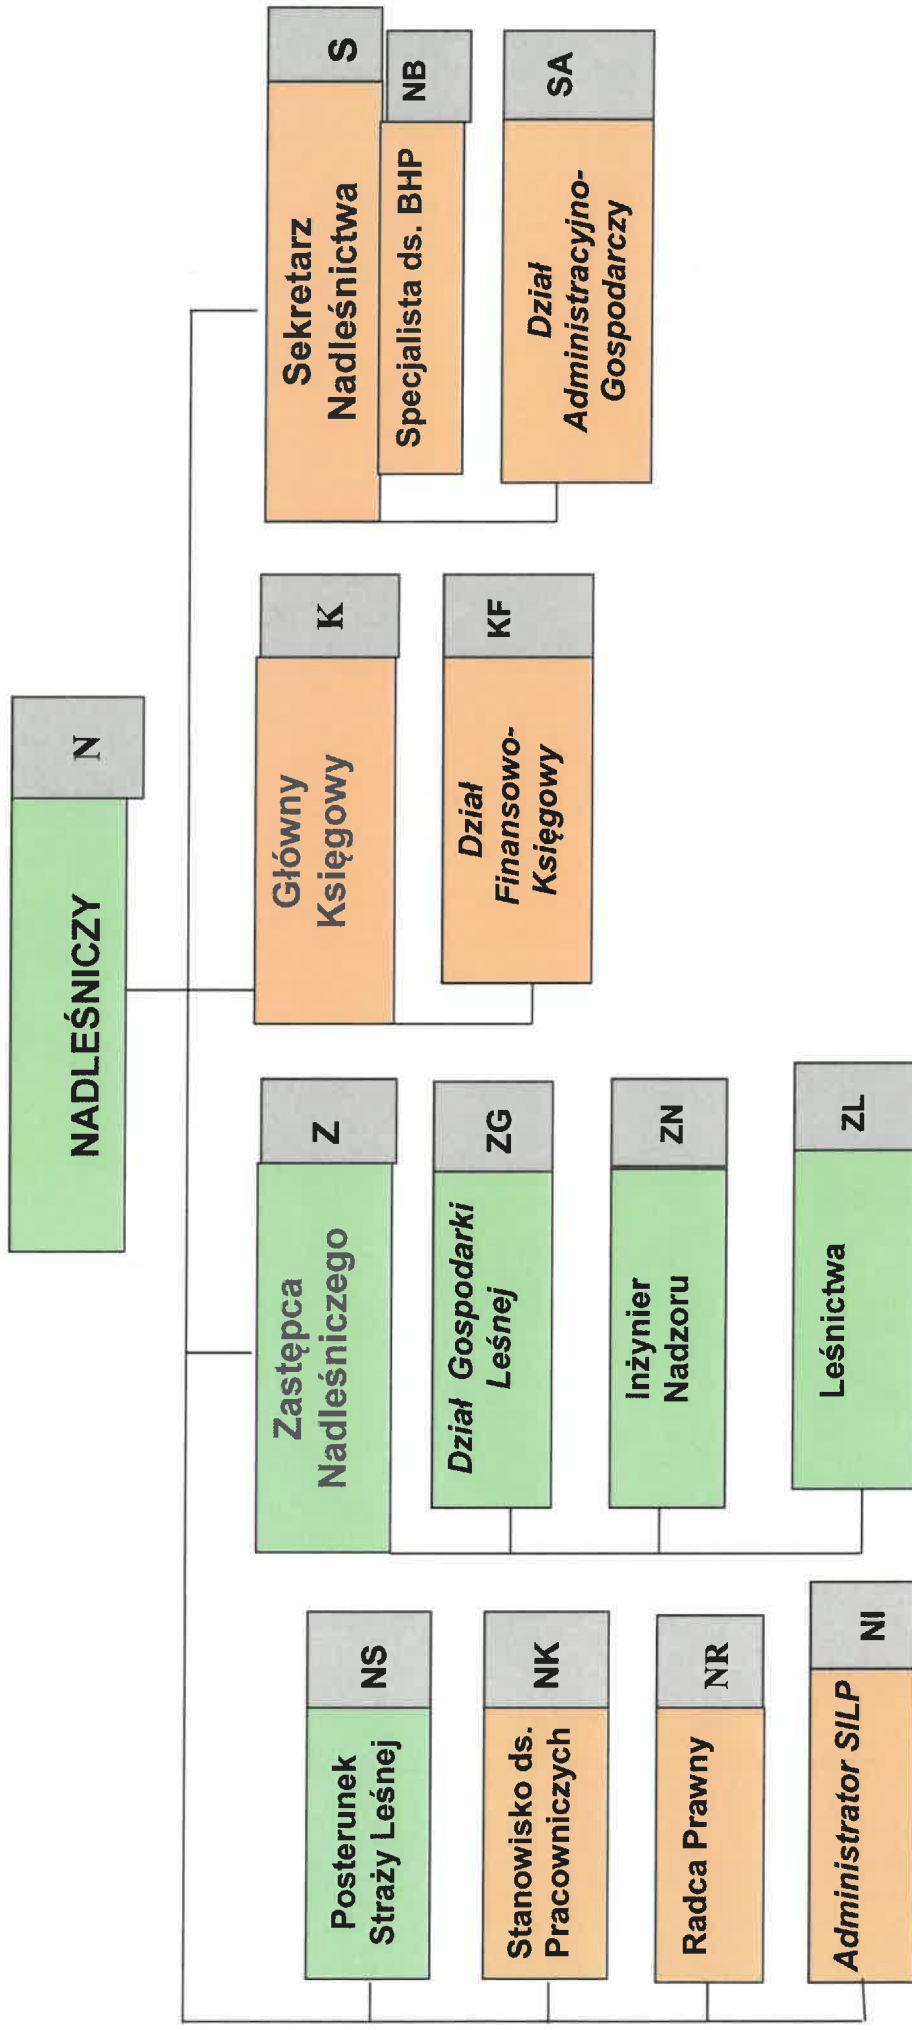 NADLEŚNICZY
N
Posterunek
Straży Leśnej
NS
Stanowisko ds.
Pracowniczych
NK
Radca Prawny
NR
Administrator SILP
NI
Zastępca
Nadleśniczego
Z
Dział Gospodarki
Leśnej
ZG
Inżynier
Nadzoru
ZN
Leśnictwa
ZL
Główny
Księgowy
K
Dział
Finansowo-
Księgowy
KF
Sekretarz
Nadleśnictwa
S
Specjalista ds. BHP
NB
Dział
Administracyjno-
Gospodarczy
SA